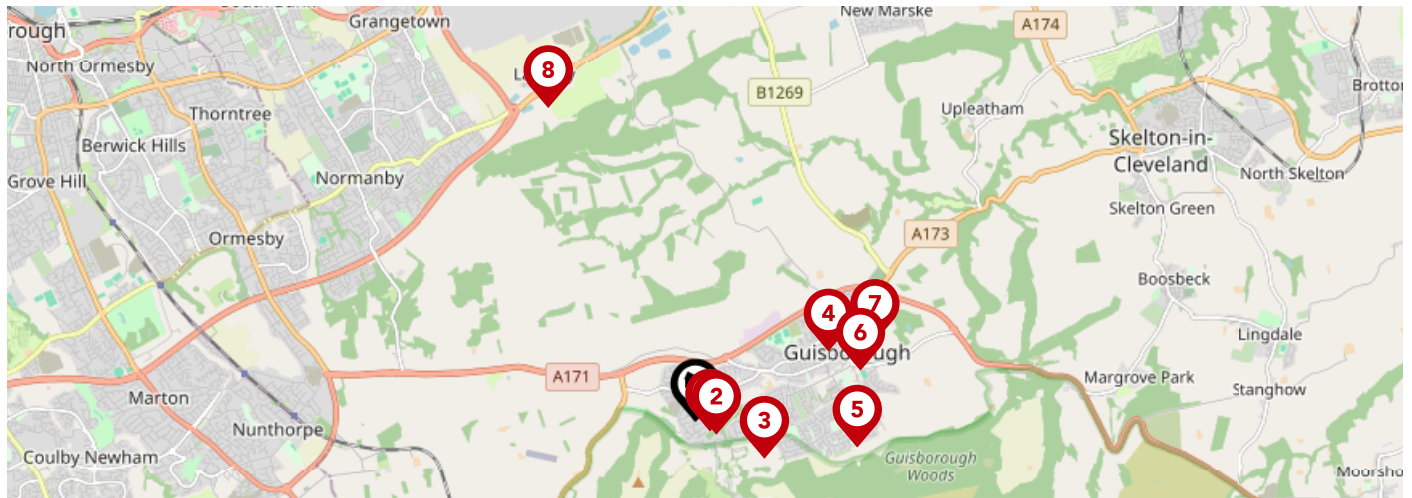 New Marske
Grangetown
rough
A174
North Ormesby
8
B1269
Brotton
Upleatham
Thorntree
Skelton-in-
Cleveland
Berwick Hills
Grove Hill
Normanby
North Skelton
Skelton Green
Ormesby
A173
Boosbeck
4
7
6
Lingdale
Guisborough
A171
Margrove Park
Stanghow
Marton
2
3
5
Nunthorpe
Coulby Newham
Guisborough
Woods
Moorsho